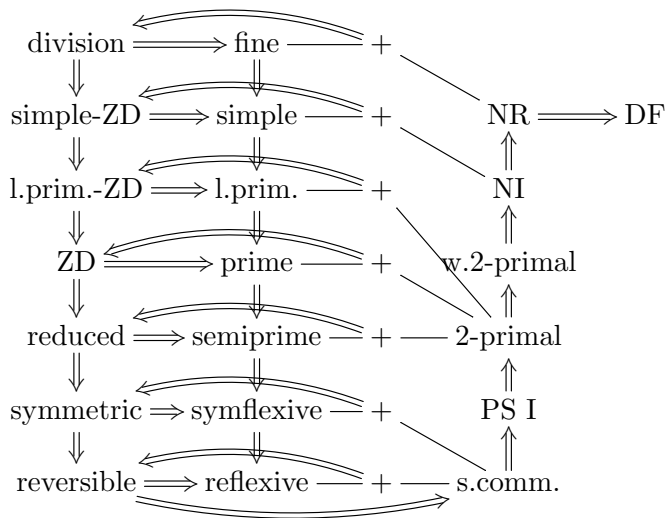 division fine +
simple-ZD simple + NR DF
l.prim.-ZD l.prim. + NI
ZD prime + w.2-primal
reduced semiprime + 2-primal
symmetric symflexive + PS I
reversible reflexive + s.comm.